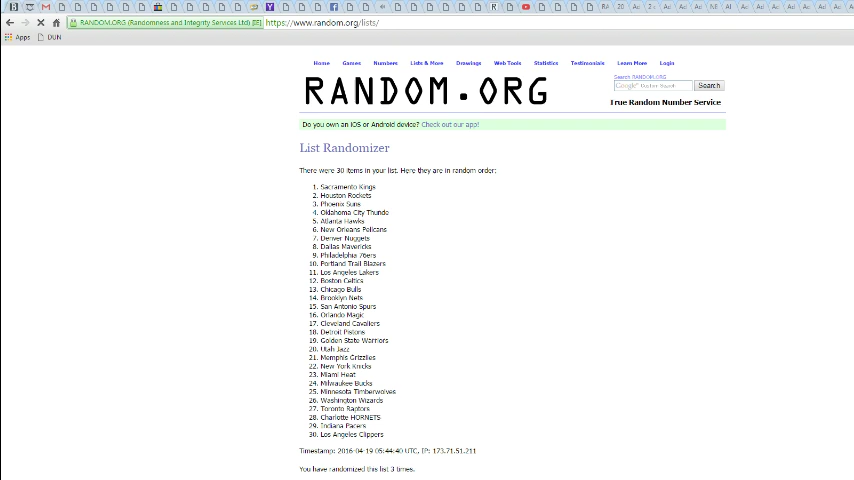 RANDOM.ORG (Randomness and Integrity Services Ltd) [IE] https://www.random.org/lists/
Apps DUN
Home Games Numbers Lists & More Drawings Web Tools Statistics Testimonials Learn More Login
Search RANDOM.ORG
RANDOM.ORG
Google Custom Search Search
True Random Number Service
Do you own an iOS or Android device? Check out our app!
List Randomizer
There were 30 items in your list. Here they are in random order:
1. Sacramento Kings
2. Houston Rockets
3. Phoenix Suns
4. Oklahoma City Thunde
5. Atlanta Hawks
6. New Orleans Pelicans
7. Denver Nuggets
8. Dallas Mavericks
9. Philadelphia 76ers
10. Portland Trail Blazers
11. Los Angeles Lakers
12. Boston Celtics
13. Chicago Bulls
14. Brooklyn Nets
15. San Antonio Spurs
16. Orlando Magic
17. Cleveland Cavaliers
18. Detroit Pistons
19. Golden State Warriors
20. Utah Jazz
21. Memphis Grizzlies
22. New York Knicks
23. Miami Heat
24. Milwaukee Bucks
25. Minnesota Timberwolves
26. Washington Wizards
27. Toronto Raptors
28. Charlotte HORNETS
29. Indiana Pacers
30. Los Angeles Clippers
Timestamp: 2016-04-19 05:44:40 UTC, IP: 173.71.51.211
You have randomized this list 3 times.